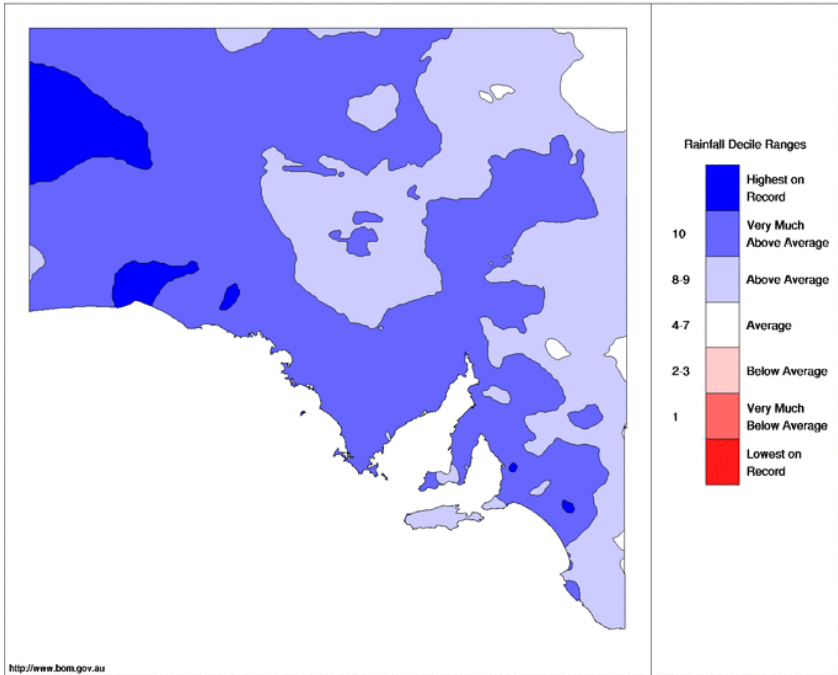 Rainfall Decile Ranges
Highest on
Record
10
Very Much
Above Average
8-9
Above Average
4-7
Average
2-3
Below Average
1
Very Much
Below Average
Lowest on
Record
http://www.bom.gov.au